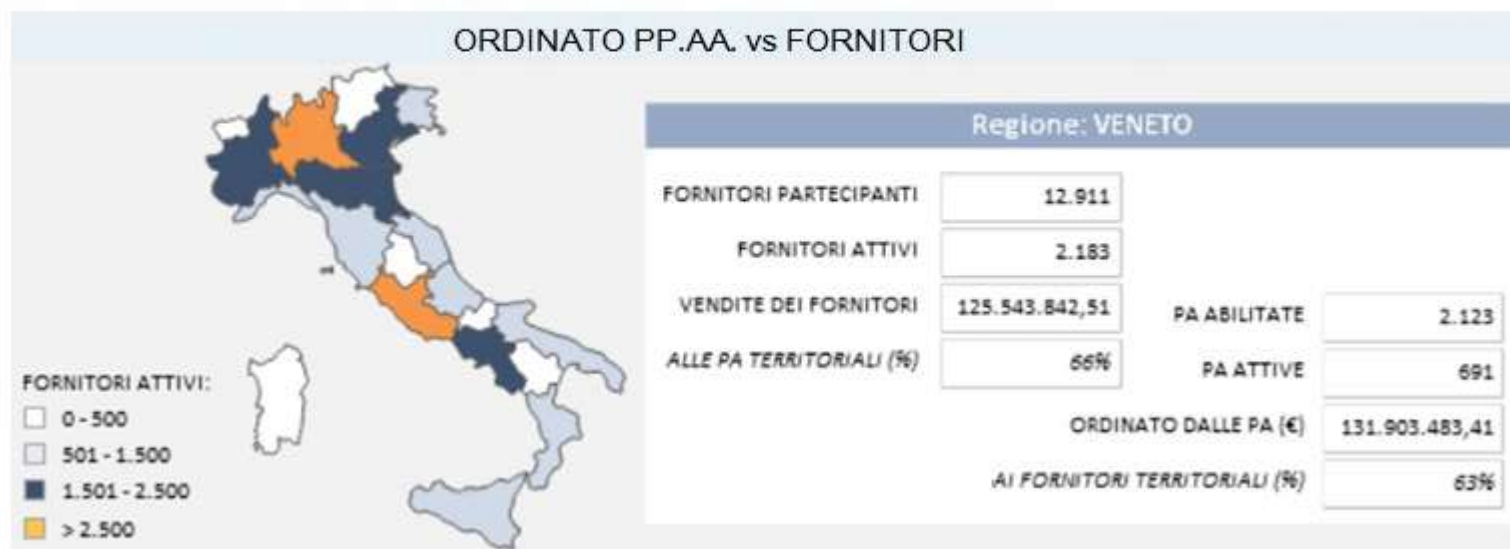 ORDINATO PP.AA. vs FORNITORI
Regione: VENETO
FORNITORI PARTECIPANTI 12.911
FORNITORI ATTIVI 2.183
VENDITE DEI FORNITORI 125.543.842,51
ALLE PA TERRITORIALI (%) 66%
PA ABILITATE 2.123
PA ATTIVE 691
ORDINATO DALLE PA (€) 131.903.483,41
AI FORNITORI TERRITORIALI (%) 63%
FORNITORI ATTIVI:
0 - 500
501 - 1.500
1.501 - 2.500
> 2.500